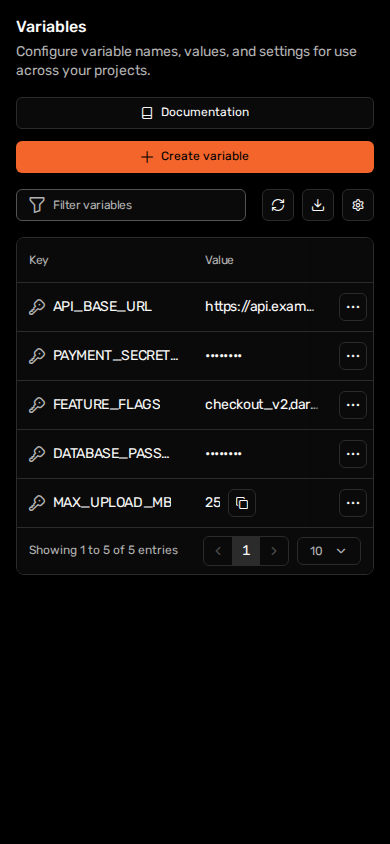 Variables
Configure variable names, values, and settings for use
across your projects.
Documentation
Create variable
Filter variables
Key Value
API_BASE_URL https://api.exam...
PAYMENT_SECRET... ••••••••
FEATURE_FLAGS checkout_v2,dar...
DATABASE_PASS... ••••••••
MAX_UPLOAD_MB 25
Showing 1 to 5 of 5 entries 1 10